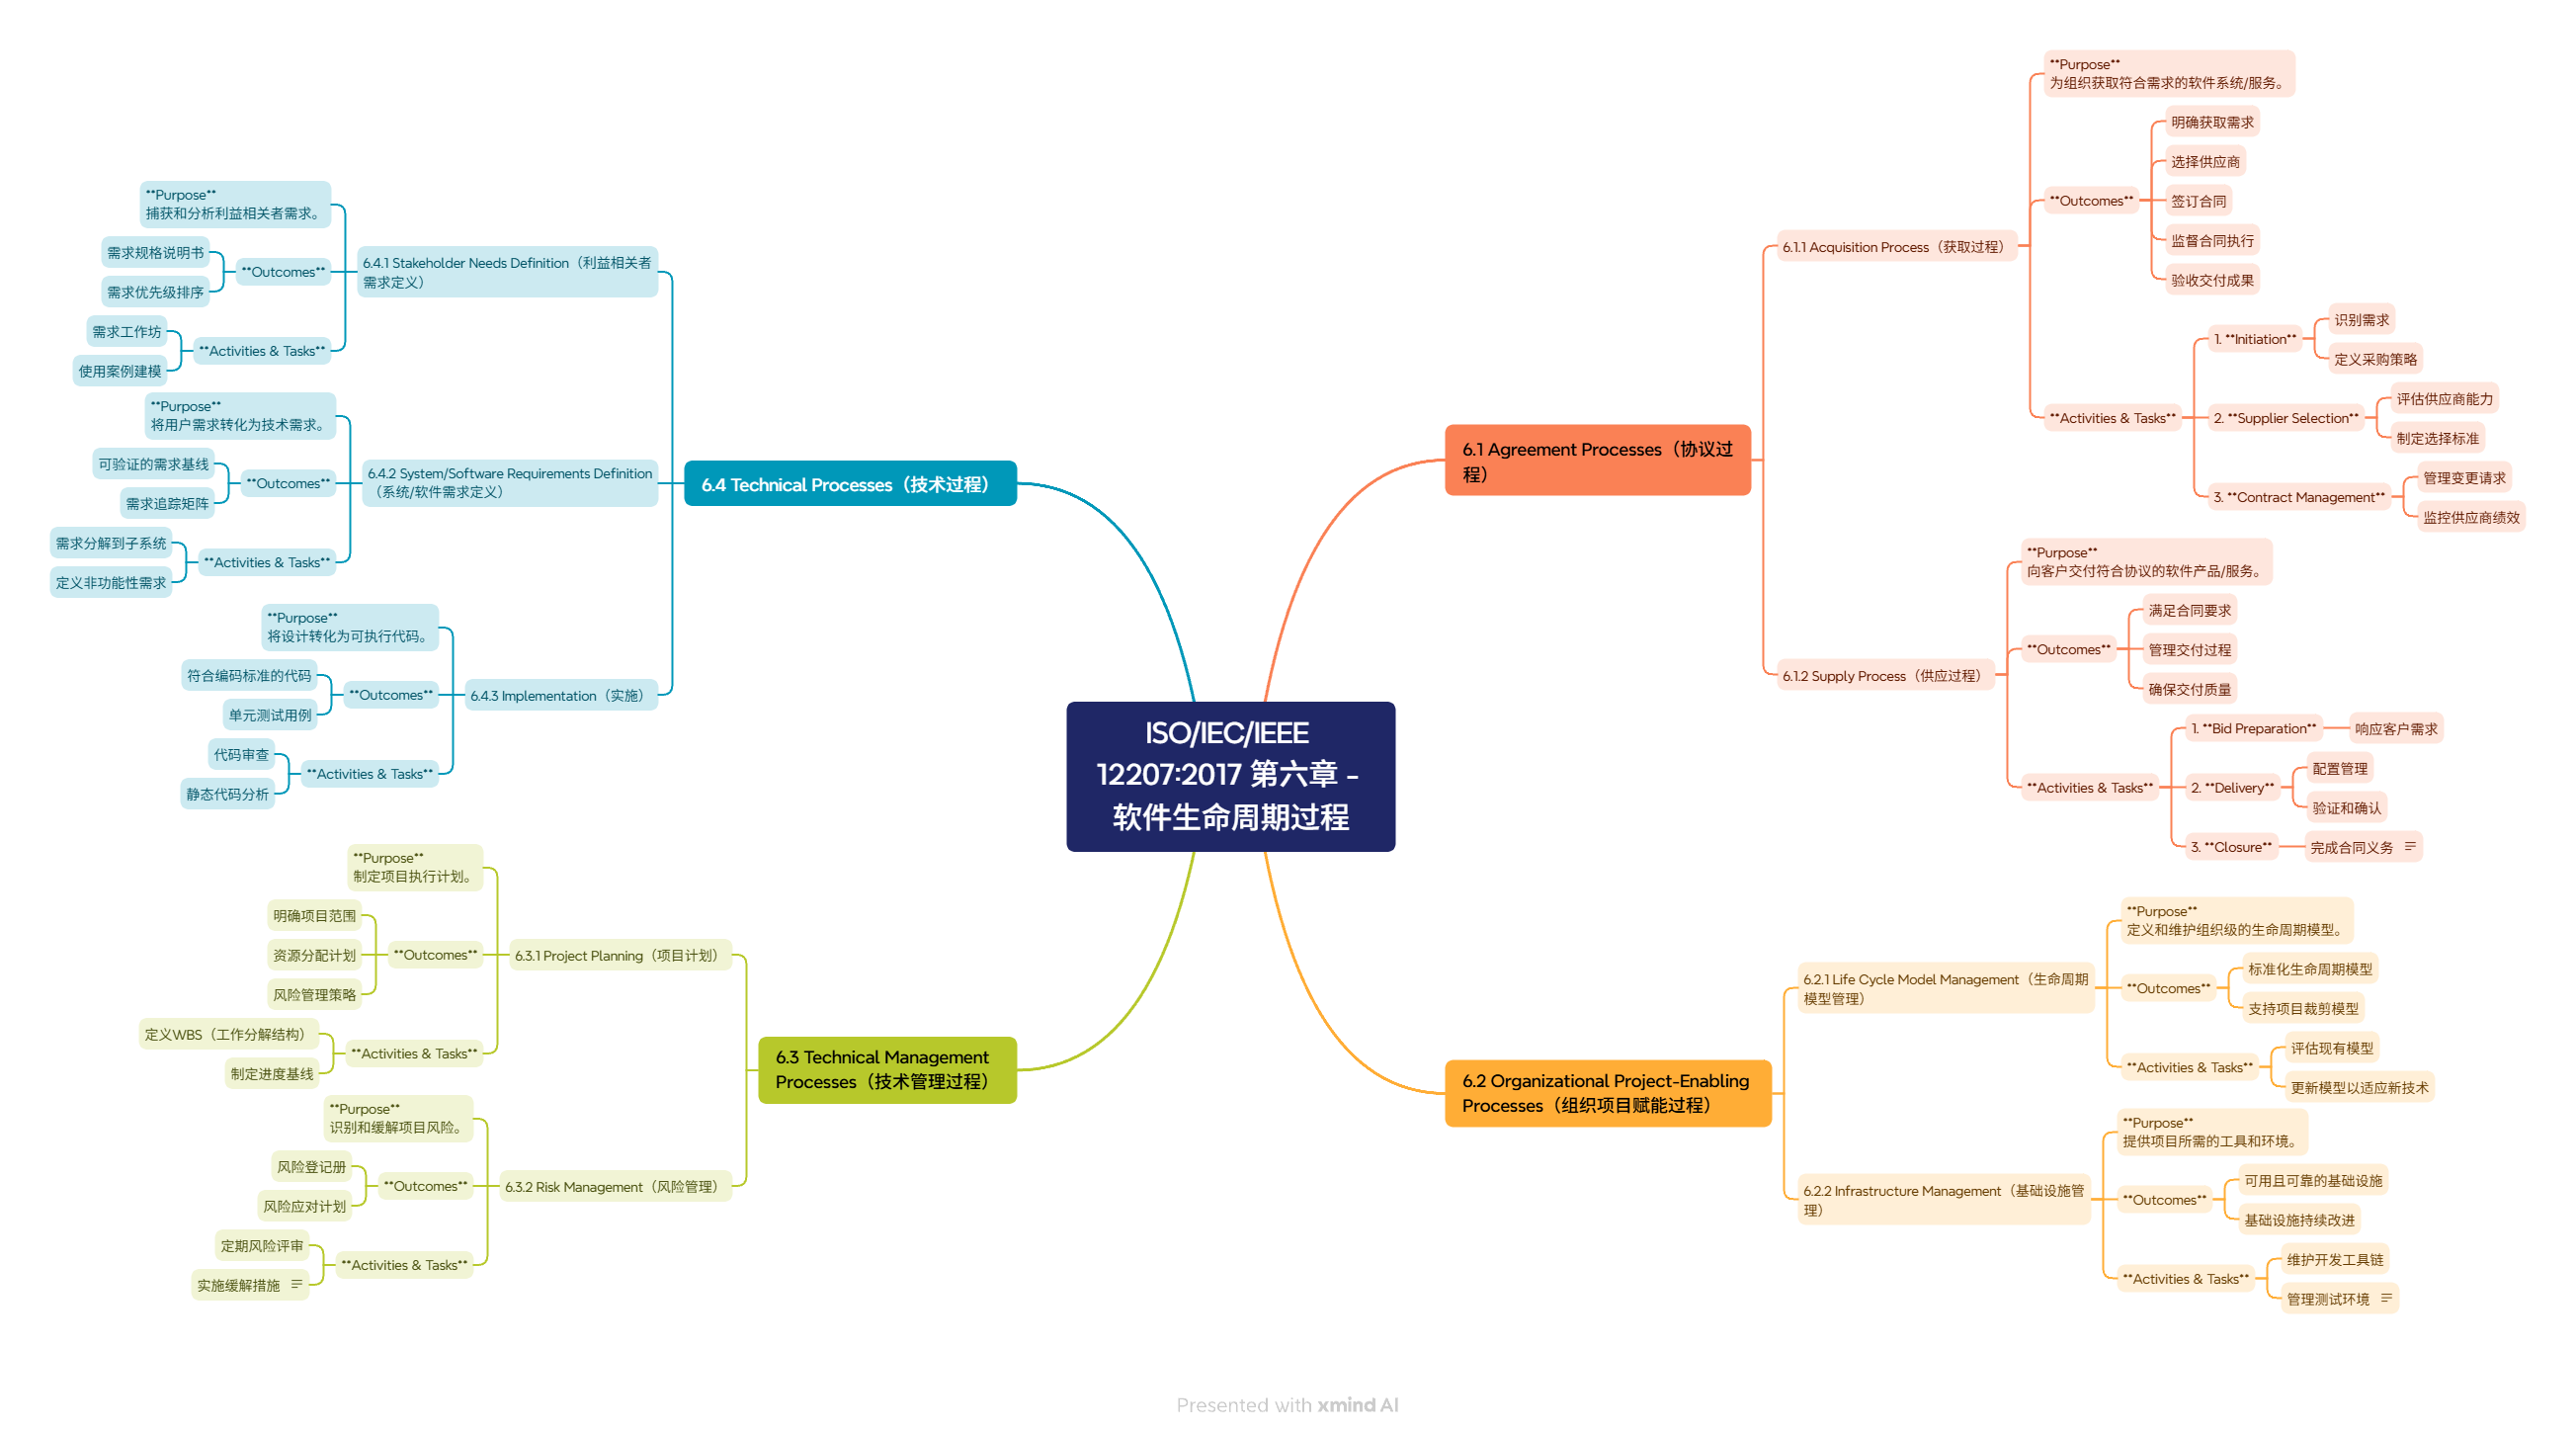 ISO/IEC/IEEE
12207:2017 第六章 -
软件生命周期过程
6.1 Agreement Processes（协议过
程）
6.1.1 Acquisition Process（获取过程）
**Purpose**
为组织获取符合需求的软件系统/服务。
**Outcomes**
明确获取需求
选择供应商
签订合同
监督合同执行
验收交付成果
**Activities & Tasks**
1. **Initiation**
识别需求
定义采购策略
2. **Supplier Selection**
评估供应商能力
制定选择标准
3. **Contract Management**
管理变更请求
监控供应商绩效
6.1.2 Supply Process（供应过程）
**Purpose**
向客户交付符合协议的软件产品/服务。
**Outcomes**
满足合同要求
管理交付过程
确保交付质量
**Activities & Tasks**
1. **Bid Preparation**
响应客户需求
2. **Delivery**
配置管理
验证和确认
3. **Closure**
完成合同义务
6.2 Organizational Project-Enabling
Processes（组织项目赋能过程）
6.2.1 Life Cycle Model Management（生命周期
模型管理）
**Purpose**
定义和维护组织级的生命周期模型。
**Outcomes**
标准化生命周期模型
支持项目裁剪模型
**Activities & Tasks**
评估现有模型
更新模型以适应新技术
6.2.2 Infrastructure Management（基础设施管
理）
**Purpose**
提供项目所需的工具和环境。
**Outcomes**
可用且可靠的基础设施
基础设施持续改进
**Activities & Tasks**
维护开发工具链
管理测试环境
6.3 Technical Management
Processes（技术管理过程）
6.3.1 Project Planning（项目计划）
**Purpose**
制定项目执行计划。
**Outcomes**
明确项目范围
资源分配计划
风险管理策略
**Activities & Tasks**
定义WBS（工作分解结构）
制定进度基线
6.3.2 Risk Management（风险管理）
**Purpose**
识别和缓解项目风险。
**Outcomes**
风险登记册
风险应对计划
**Activities & Tasks**
定期风险评审
实施缓解措施
6.4 Technical Processes（技术过程）
6.4.1 Stakeholder Needs Definition（利益相关者
需求定义）
**Purpose**
捕获和分析利益相关者需求。
**Outcomes**
需求规格说明书
需求优先级排序
**Activities & Tasks**
需求工作坊
使用案例建模
6.4.2 System/Software Requirements Definition
（系统/软件需求定义）
**Purpose**
将用户需求转化为技术需求。
**Outcomes**
可验证的需求基线
需求追踪矩阵
**Activities & Tasks**
需求分解到子系统
定义非功能性需求
6.4.3 Implementation（实施）
**Purpose**
将设计转化为可执行代码。
**Outcomes**
符合编码标准的代码
单元测试用例
**Activities & Tasks**
代码审查
静态代码分析
Presented with xmind AI